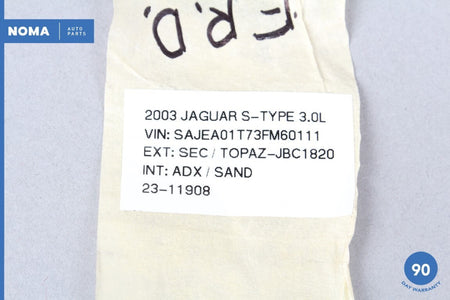 NOMA AUTO PARTS
F.R.D.
2003 JAGUAR S-TYPE 3.0L
VIN: SAJEA01T73FM60111
EXT: SEC / TOPAZ-JBC1820
INT: ADX / SAND
23-11908
90
DAY WARRANTY